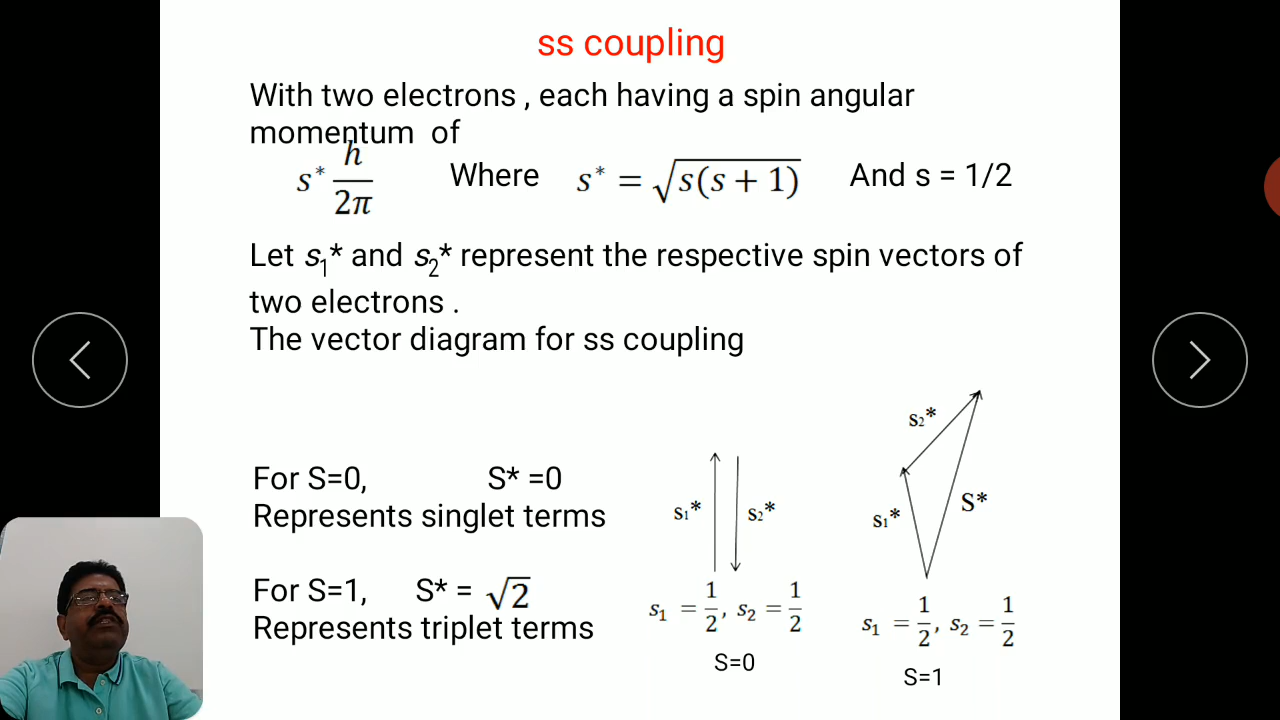 ss coupling
With two electrons , each having a spin angular
momentum of
s* h/2π Where s* = √s(s + 1) And s = 1/2
Let s₁* and s₂* represent the respective spin vectors of
two electrons .
The vector diagram for ss coupling
For S=0, S* =0
Represents singlet terms
For S=1, S* = √2
Represents triplet terms
s₁* s₂*
s₁ = 1/2, s₂ = 1/2
S=0
s₂*
s₁* S*
s₁ = 1/2, s₂ = 1/2
S=1